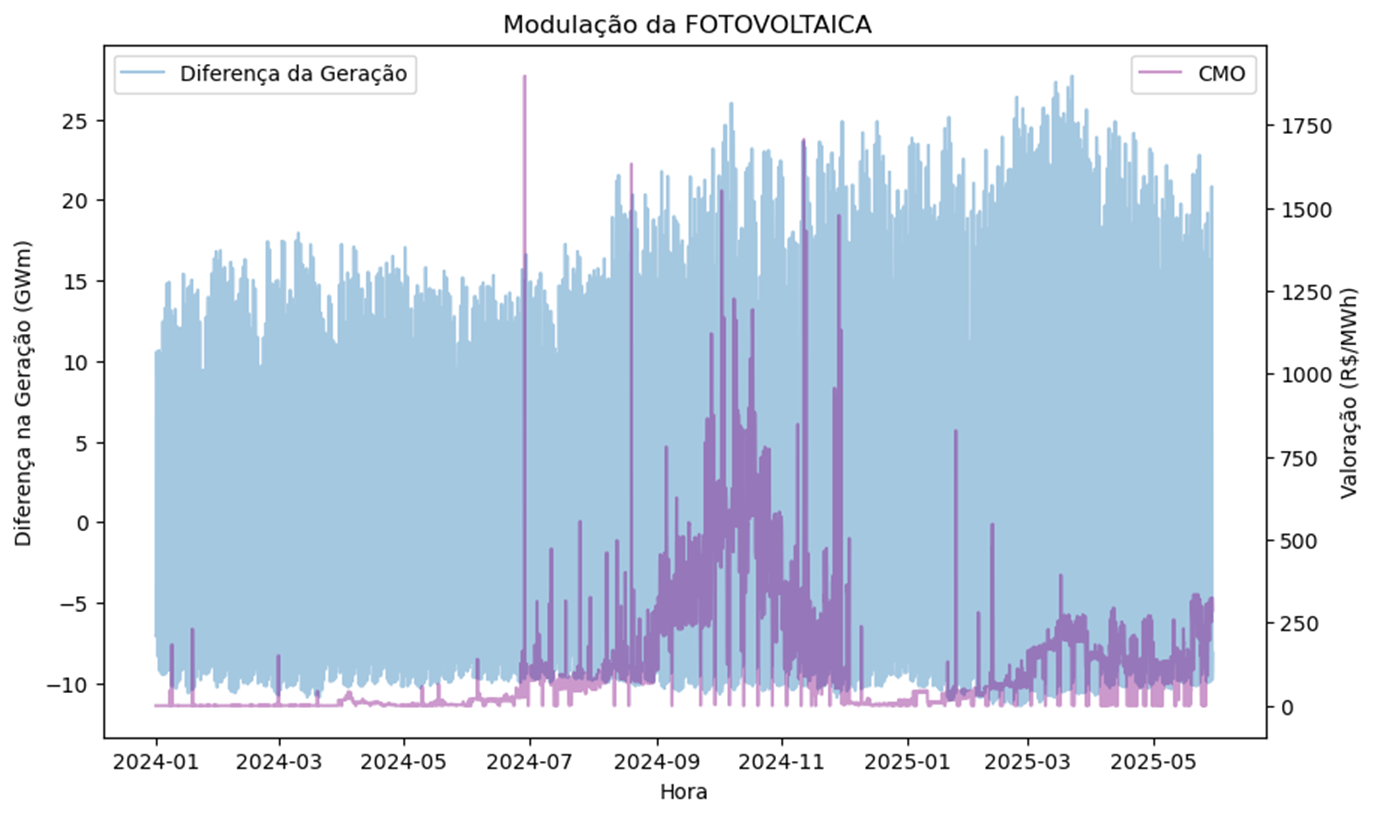 Modulação da FOTOVOLTAICA
Diferença da Geração
CMO
Diferença na Geração (GWm)
25
20
15
10
5
0
−5
−10
1750
1500
1250
1000
750
500
250
0
Valoração (R$/MWh)
2024-01 2024-03 2024-05 2024-07 2024-09 2024-11 2025-01 2025-03 2025-05
Hora